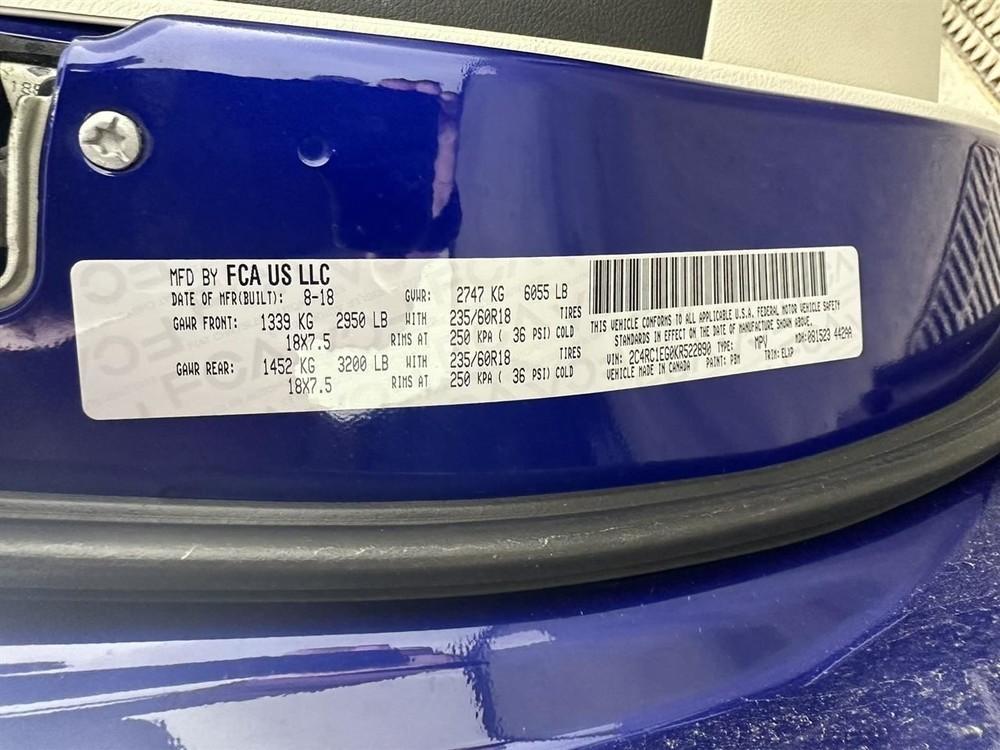 MFD BY FCA US LLC
DATE OF MFR(BUILT): 8-18 GVWR: 2747 KG 6055 LB
GAWR FRONT: 1339 KG 2950 LB WITH 235/60R18 TIRES
18X7.5 RIMS AT 250 KPA ( 36 PSI) COLD
GAWR REAR: 1452 KG 3200 LB WITH 235/60R18 TIRES
18X7.5 RIMS AT 250 KPA ( 36 PSI) COLD
THIS VEHICLE CONFORMS TO ALL APPLICABLE U.S.A. FEDERAL MOTOR VEHICLE SAFETY
STANDARDS IN EFFECT ON THE DATE OF MANUFACTURE SHOWN ABOVE.
VIN: 2C4RC1EG0KR522890 TYPE: MPV MDH:081523 442AA
VEHICLE MADE IN CANADA PAINT: PBM TRIM: ELXP